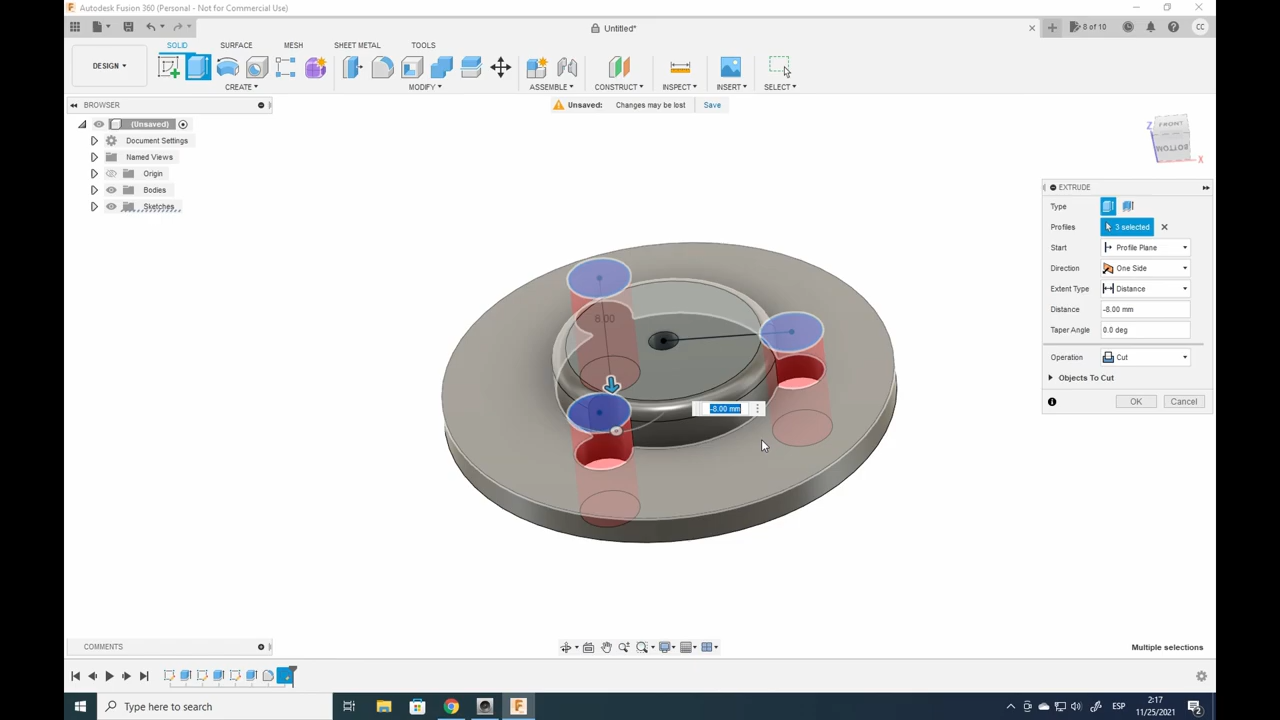 Autodesk Fusion 360 (Personal - Not for Commercial Use)
Untitled*
8 of 10
CC
DESIGN
SOLID
SURFACE
MESH
SHEET METAL
TOOLS
CREATE
MODIFY
ASSEMBLE
CONSTRUCT
INSPECT
INSERT
SELECT
BROWSER
Unsaved:
Changes may be lost
Save
(Unsaved)
Document Settings
Named Views
Origin
Bodies
Sketches
Z
FRONT
BOTTOM
X
EXTRUDE
Type
Profiles
3 selected
Start
Profile Plane
Direction
One Side
Extent Type
Distance
Distance
-8.00 mm
Taper Angle
0.0 deg
Operation
Cut
Objects To Cut
OK
Cancel
8.00
-8.00 mm
COMMENTS
Multiple selections
Type here to search
ESP
2:17
11/25/2021
2